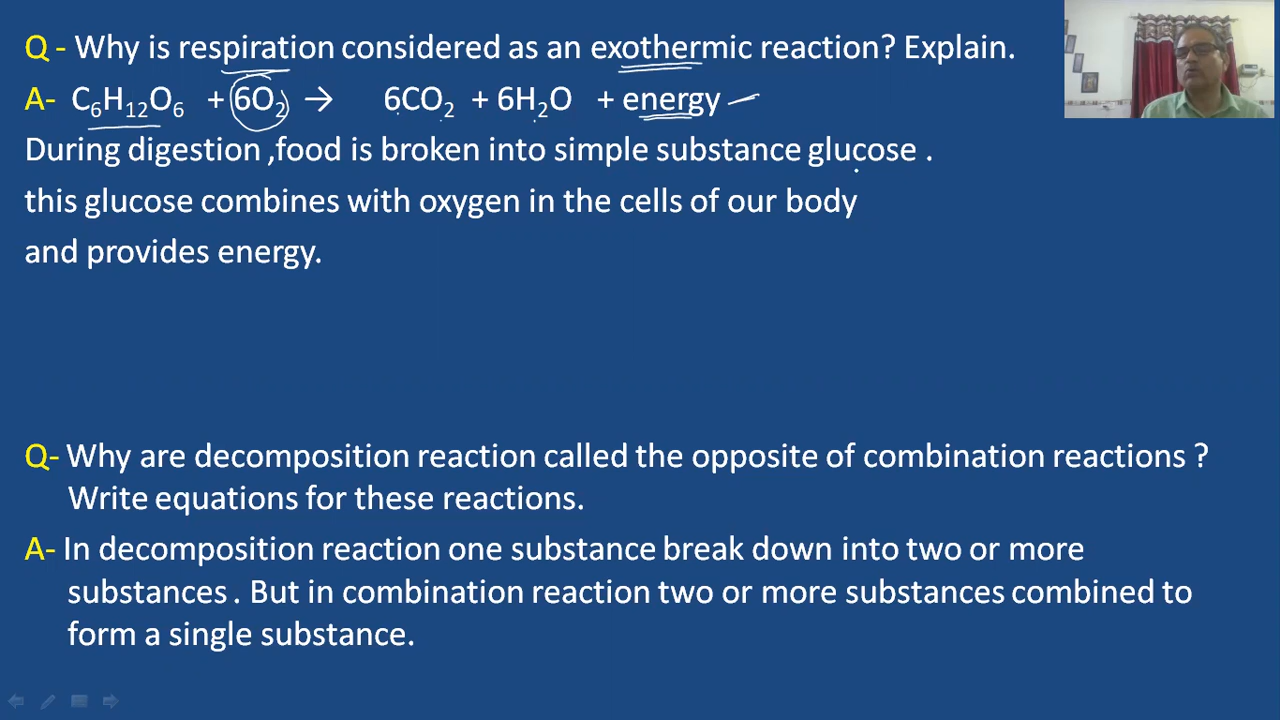 Q - Why is respiration considered as an exothermic reaction? Explain.
A- C₆H₁₂O₆ + 6O₂ → 6CO₂ + 6H₂O + energy
During digestion ,food is broken into simple substance glucose .
this glucose combines with oxygen in the cells of our body
and provides energy.
Q- Why are decomposition reaction called the opposite of combination reactions ?
Write equations for these reactions.
A- In decomposition reaction one substance break down into two or more
substances . But in combination reaction two or more substances combined to
form a single substance.